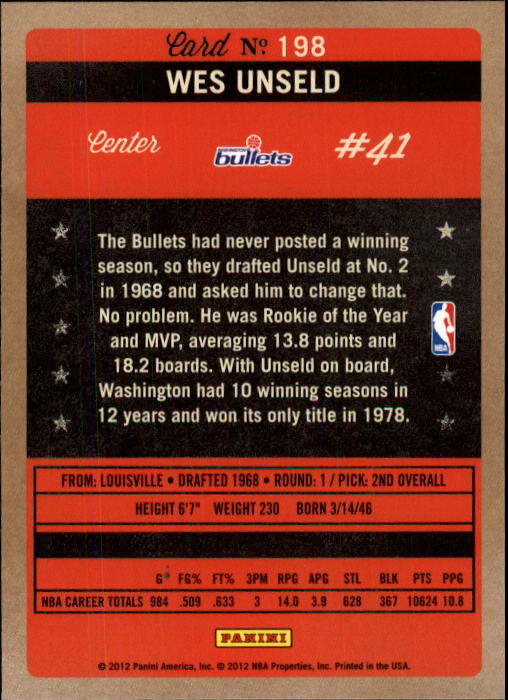 Card Nº 198
WES UNSELD
Center
WASHINGTON
bullets
#41
The Bullets had never posted a winning
season, so they drafted Unseld at No. 2
in 1968 and asked him to change that.
No problem. He was Rookie of the Year
and MVP, averaging 13.8 points and
18.2 boards. With Unseld on board,
Washington had 10 winning seasons in
12 years and won its only title in 1978.
NBA
FROM: LOUISVILLE • DRAFTED 1968 • ROUND: 1 / PICK: 2ND OVERALL
HEIGHT 6'7" WEIGHT 230 BORN 3/14/46
G FG% FT% 3PM RPG APG STL BLK PTS PPG
NBA CAREER TOTALS 984 .509 .633 3 14.0 3.9 628 367 10624 10.8
PANINI
© 2012 Panini America, Inc. © 2012 NBA Properties, Inc. Printed in the USA.